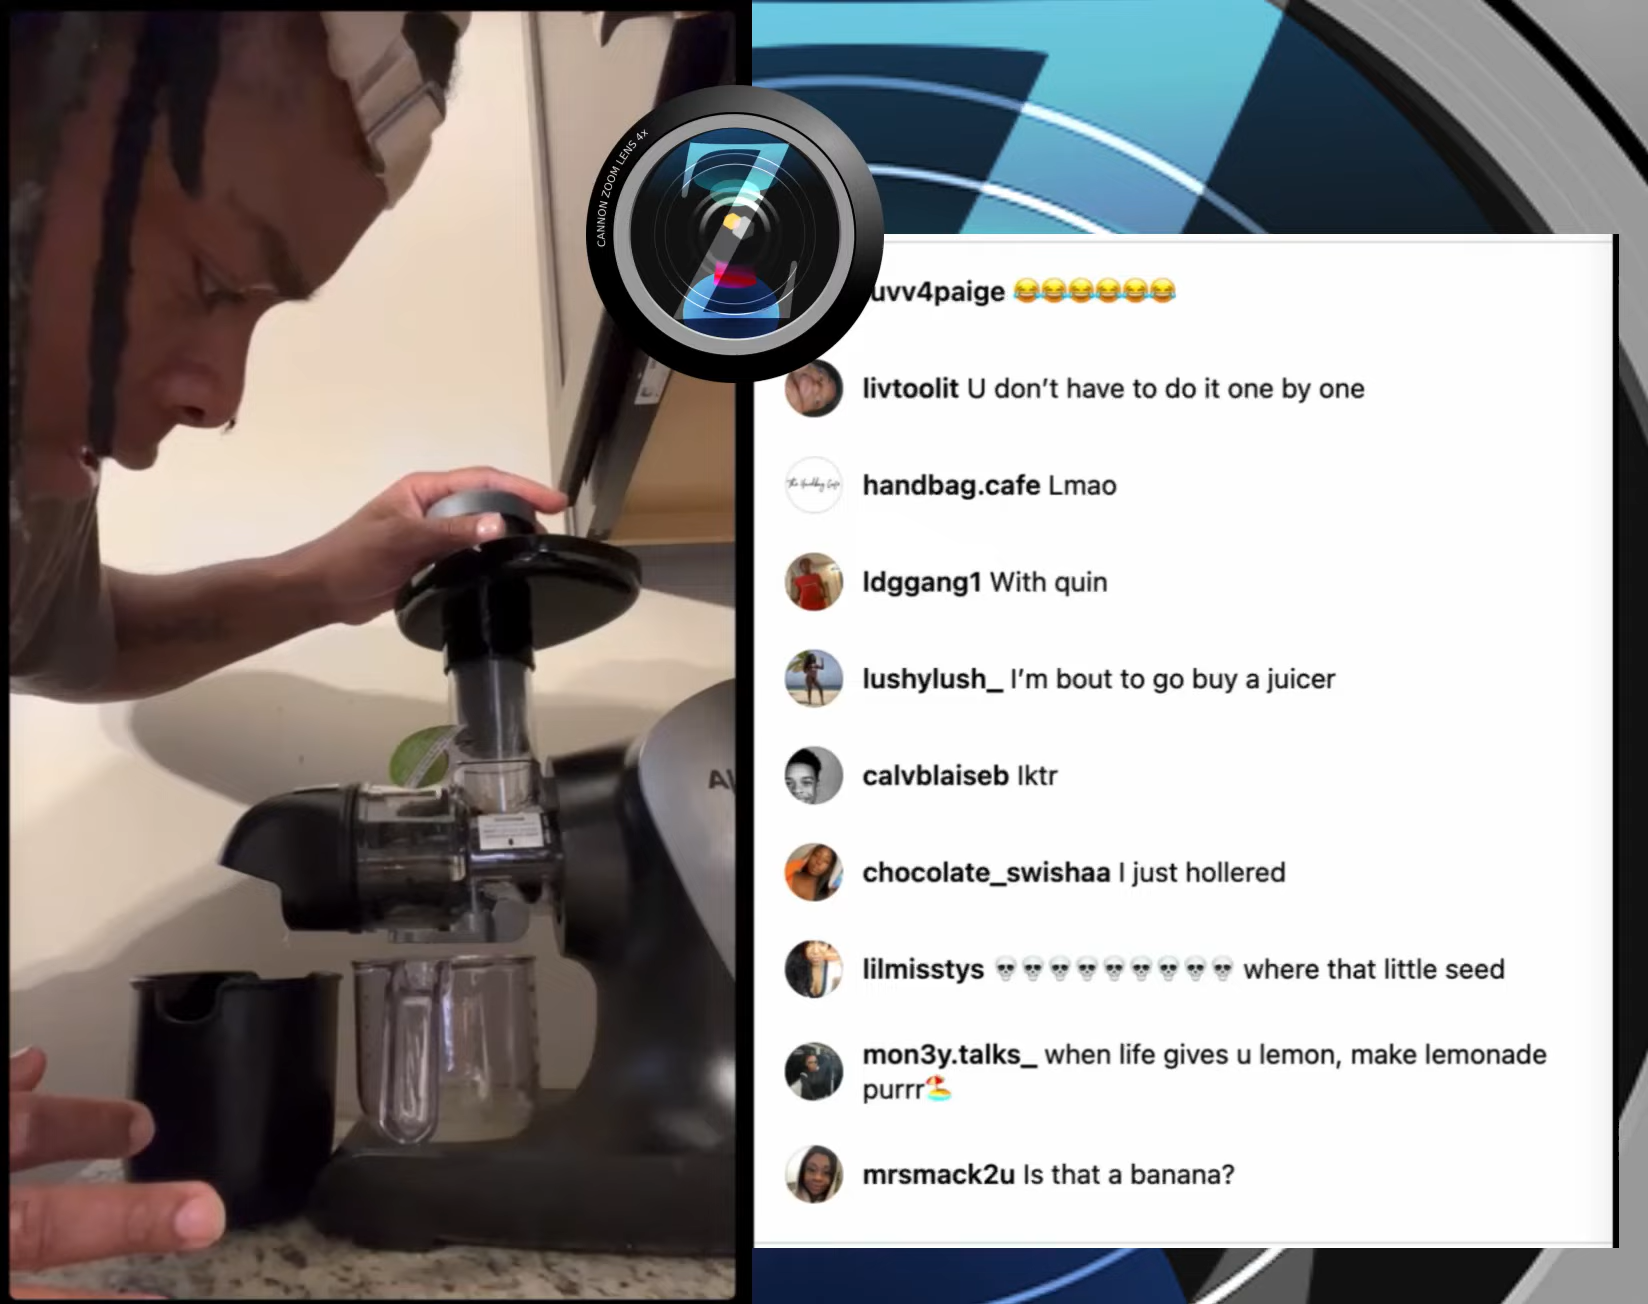 CANNON ZOOM LENS 4x
uvv4paige 😂😂😂😂😂😂
livtoolit U don’t have to do it one by one
handbag.cafe Lmao
ldggang1 With quin
lushylush_ I’m bout to go buy a juicer
calvblaiseb Iktr
chocolate_swishaa I just hollered
lilmisstys 💀💀💀💀💀💀💀💀💀 where that little seed
mon3y.talks_ when life gives u lemon, make lemonade
purrr🏖️
mrsmack2u Is that a banana?